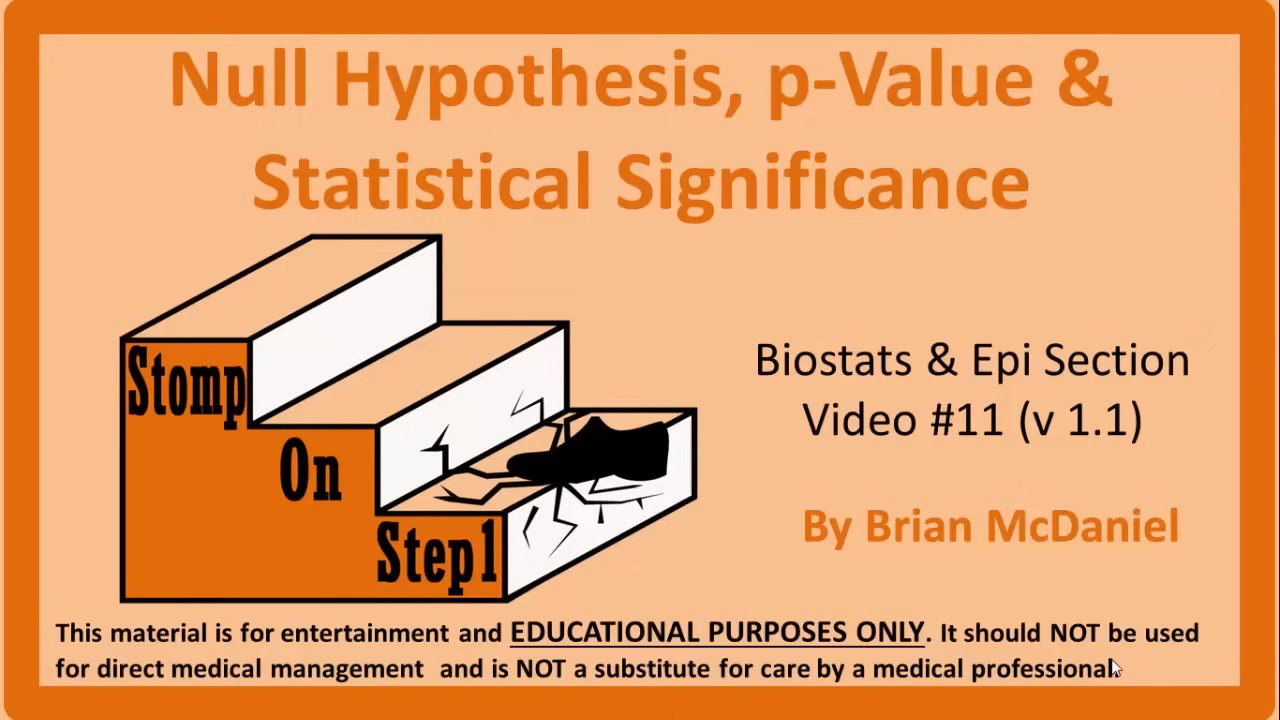 Null Hypothesis, p-Value &
Statistical Significance
Stomp
On
Step1
Biostats & Epi Section
Video #11 (v 1.1)
By Brian McDaniel
This material is for entertainment and EDUCATIONAL PURPOSES ONLY. It should NOT be used
for direct medical management and is NOT a substitute for care by a medical professional.